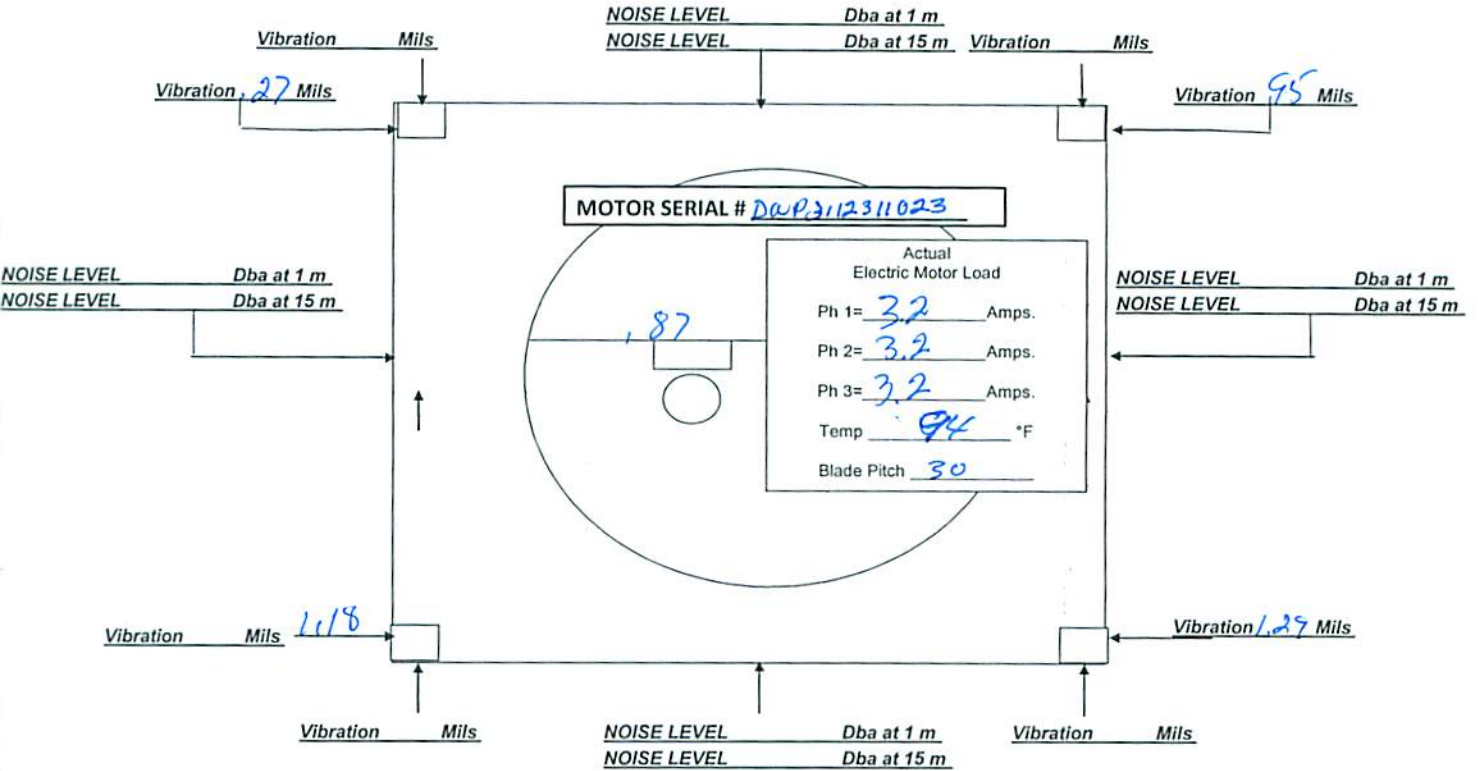 NOISE LEVEL Dba at 1 m
Vibration Mils
NOISE LEVEL Dba at 15 m
Vibration Mils
Vibration .27 Mils
Vibration Mils
MOTOR SERIAL #
NOISE LEVEL Dba at 1 m
NOISE LEVEL Dba at 15 m
Actual
Electric Motor Load
Ph 1= 3.2 Amps.
Ph 2= 3.2 Amps.
Ph 3= 3.2 Amps.
Temp 94 °F
Blade Pitch 30
.87
NOISE LEVEL Dba at 1 m
NOISE LEVEL Dba at 15 m
Vibration Mils 1.18
Vibration 1.29 Mils
Vibration Mils
NOISE LEVEL Dba at 1 m
NOISE LEVEL Dba at 15 m
Vibration Mils